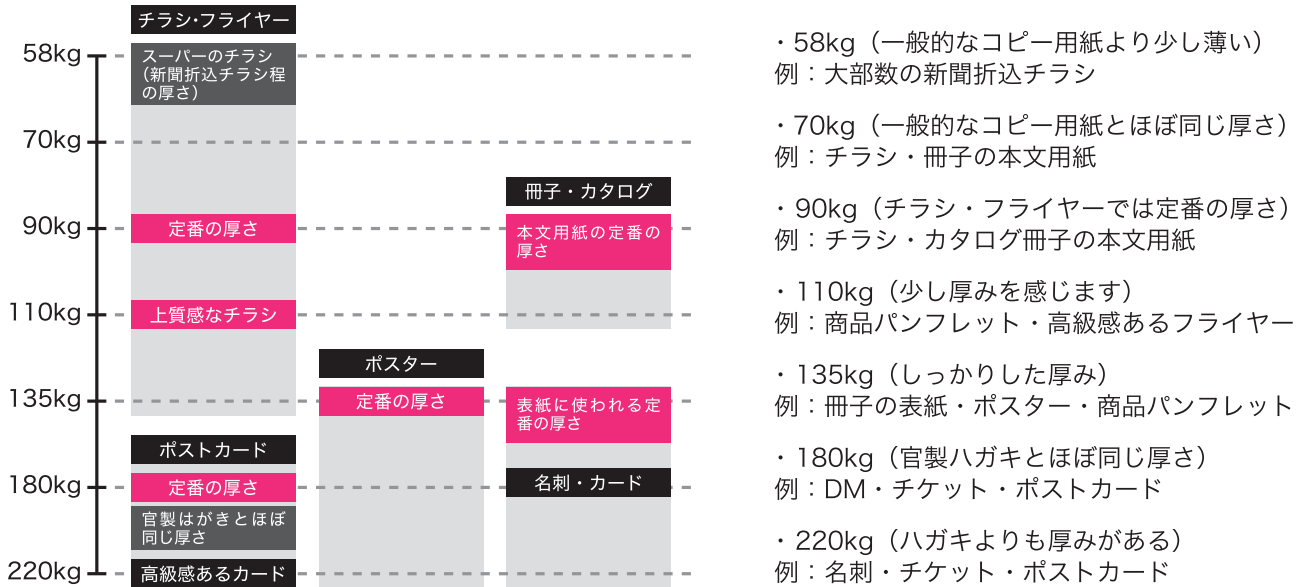 チラシ・フライヤー
58kg
スーパーのチラシ
（新聞折込チラシ程
の厚さ）
70kg
冊子・カタログ
90kg
定番の厚さ
本文用紙の定番の
厚さ
110kg
上質感なチラシ
ポスター
135kg
定番の厚さ
表紙に使われる定
番の厚さ
ポストカード
180kg
定番の厚さ
名刺・カード
官製はがきとほぼ
同じ厚さ
220kg
高級感あるカード
・58kg（一般的なコピー用紙より少し薄い）
例：大部数の新聞折込チラシ
・70kg（一般的なコピー用紙とほぼ同じ厚さ）
例：チラシ・冊子の本文用紙
・90kg（チラシ・フライヤーでは定番の厚さ）
例：チラシ・カタログ冊子の本文用紙
・110kg（少し厚みを感じます）
例：商品パンフレット・高級感あるフライヤー
・135kg（しっかりした厚み）
例：冊子の表紙・ポスター・商品パンフレット
・180kg（官製ハガキとほぼ同じ厚さ）
例：DM・チケット・ポストカード
・220kg（ハガキよりも厚みがある）
例：名刺・チケット・ポストカード